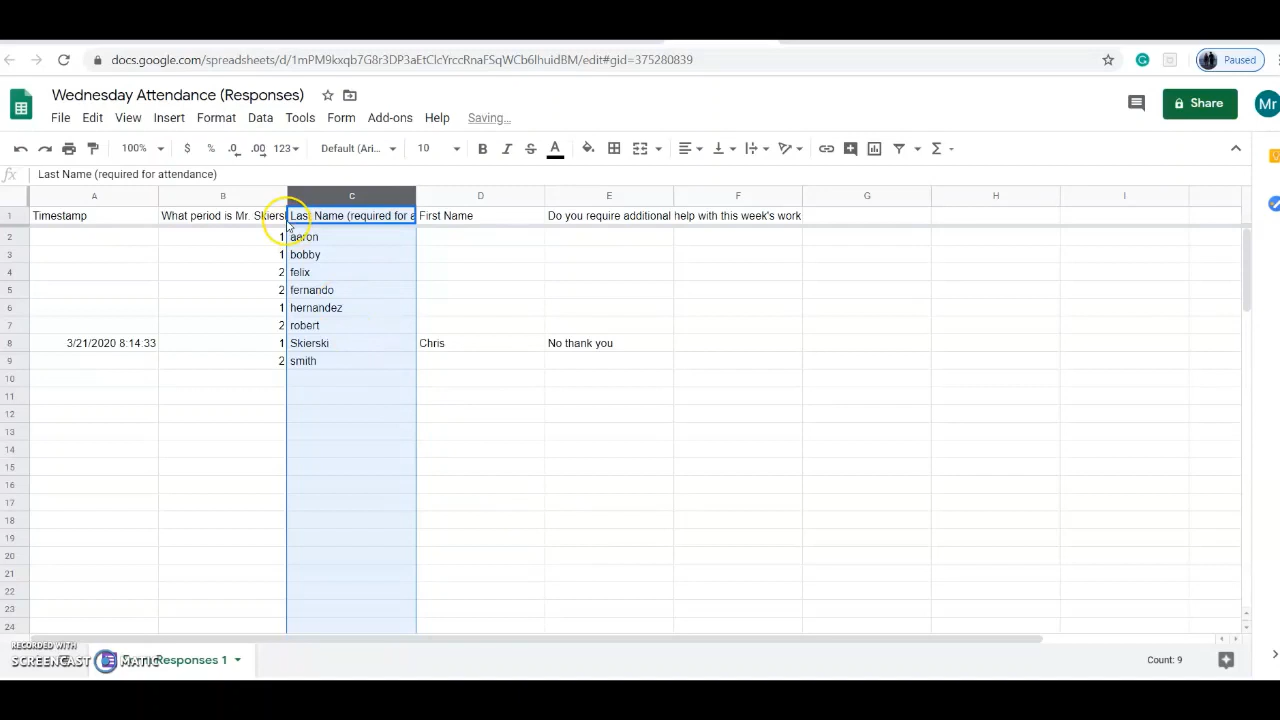 docs.google.com/spreadsheets/d/1mPM9kxqb7G8r3DP3aEtClcYrccRnaFSqWCb6lhuidBM/edit#gid=375280839
Paused
Wednesday Attendance (Responses)
File Edit View Insert Format Data Tools Form Add-ons Help Saving...
Share
Mr
100% $ % .0 .00 123 Default (Ari... 10 B I S A Σ
fx Last Name (required for attendance)
A B C D E F G H I
1 Timestamp What period is Mr. Skiers Last Name (required for a First Name Do you require additional help with this week's work
2 1 aaron
3 1 bobby
4 2 felix
5 2 fernando
6 1 hernandez
7 2 robert
8 3/21/2020 8:14:33 1 Skierski Chris No thank you
9 2 smith
10
11
12
13
14
15
16
17
18
19
20
21
22
23
24
RECORDED WITH
SCREENCAST MATIC
Responses 1
Count: 9